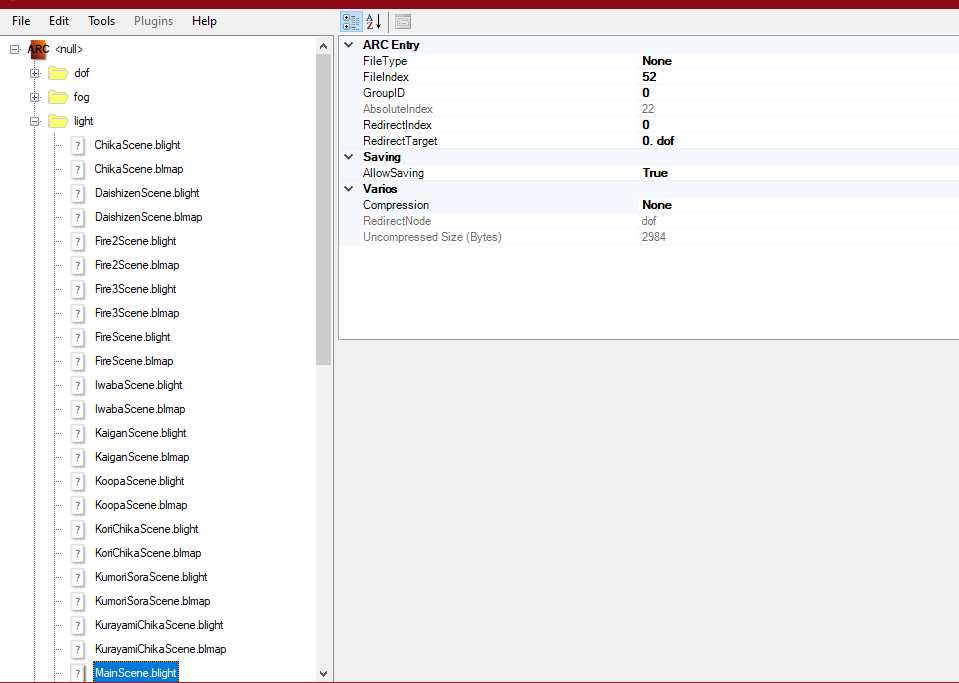 File Edit Tools Plugins Help
ARC <null>
dof
fog
light
ChikaScene.blight
ChikaScene.blmap
DaishizenScene.blight
DaishizenScene.blmap
Fire2Scene.blight
Fire2Scene.blmap
Fire3Scene.blight
Fire3Scene.blmap
FireScene.blight
FireScene.blmap
IwabaScene.blight
IwabaScene.blmap
KaiganScene.blight
KaiganScene.blmap
KoopaScene.blight
KoopaScene.blmap
KoriChikaScene.blight
KoriChikaScene.blmap
KumoriSoraScene.blight
KumoriSoraScene.blmap
KurayamiChikaScene.blight
KurayamiChikaScene.blmap
MainScene.blight
A Z
ARC Entry
FileType None
FileIndex 52
GroupID 0
AbsoluteIndex 22
RedirectIndex 0
RedirectTarget 0. dof
Saving
AllowSaving True
Varios
Compression None
RedirectNode dof
Uncompressed Size (Bytes) 2984